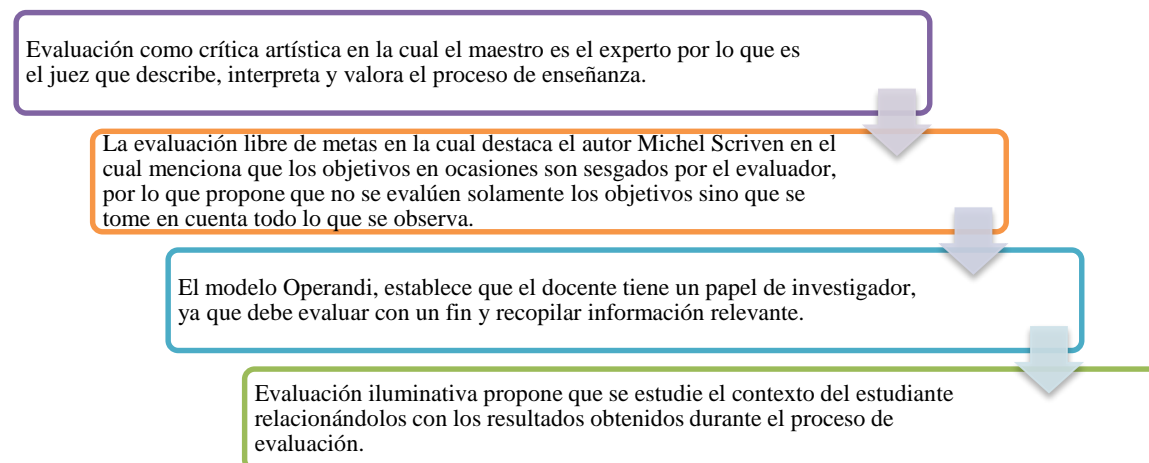 Evaluación como crítica artística en la cual el maestro es el experto por lo que es
el juez que describe, interpreta y valora el proceso de enseñanza.
La evaluación libre de metas en la cual destaca el autor Michel Scriven en el
cual menciona que los objetivos en ocasiones son sesgados por el evaluador,
por lo que propone que no se evalúen solamente los objetivos sino que se
tome en cuenta todo lo que se observa.
El modelo Operandi, establece que el docente tiene un papel de investigador,
ya que debe evaluar con un fin y recopilar información relevante.
Evaluación iluminativa propone que se estudie el contexto del estudiante
relacionándolos con los resultados obtenidos durante el proceso de
evaluación.